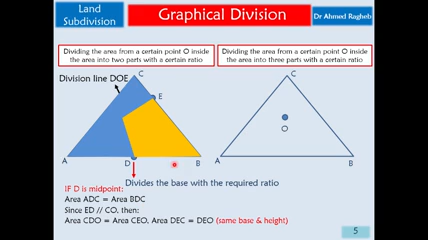 Land
Subdivision
Graphical Division
Dr Ahmed Ragheb
Dividing the area from a certain point O inside
the area into two parts with a certain ratio
Dividing the area from a certain point O inside
the area into three parts with a certain ratio
C
Division line DOE
E
A
D
B
Divides the base with the required ratio
C
O
A
B
IF D is midpoint:
Area ADC = Area BDC
Since ED // CO, then:
Area CDO = Area CEO, Area DEC = DEO (same base & height)
5